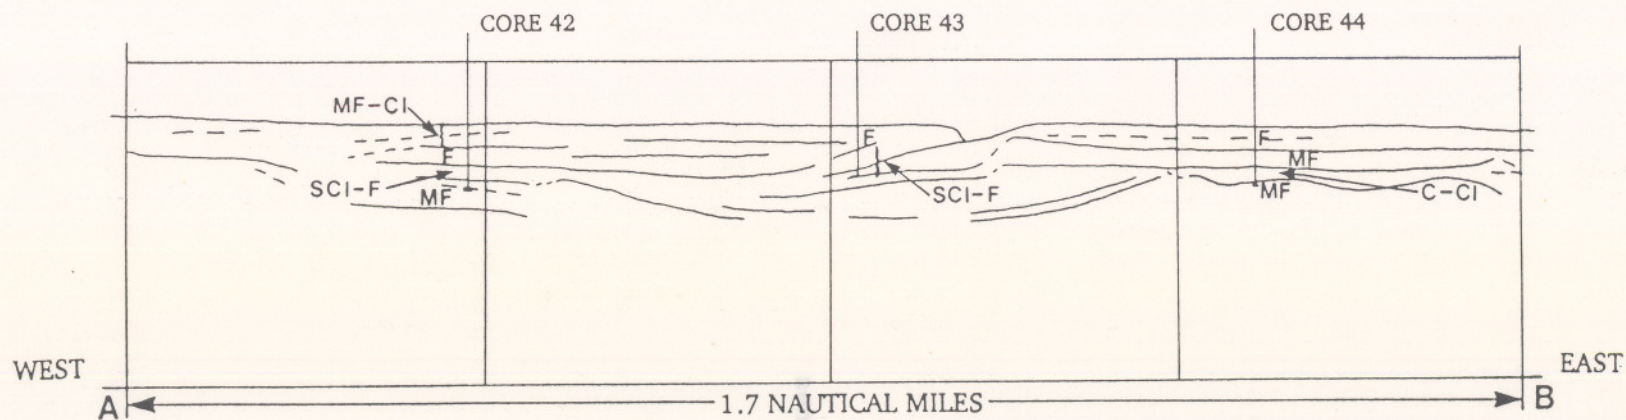 CORE 42
CORE 43
CORE 44
MF-CI
F
F
F
MF
SCI-F
MF
SCI-F
MF
C-CI
WEST
EAST
A
1.7 NAUTICAL MILES
B